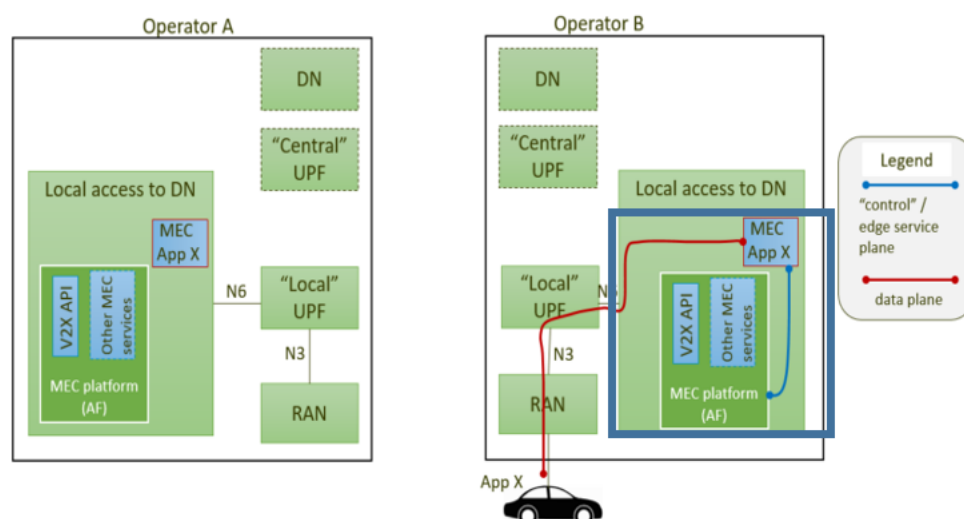 Operator A
DN
“Central”
UPF
Local access to DN
MEC
App X
V2X API
Other MEC
services
MEC platform
(AF)
N6
“Local”
UPF
N3
RAN
Operator B
DN
“Central”
UPF
Local access to DN
MEC
App X
“Local”
UPF
N6
V2X API
Other MEC
services
N3
RAN
MEC platform
(AF)
App X
Legend
“control” /
edge service
plane
data plane